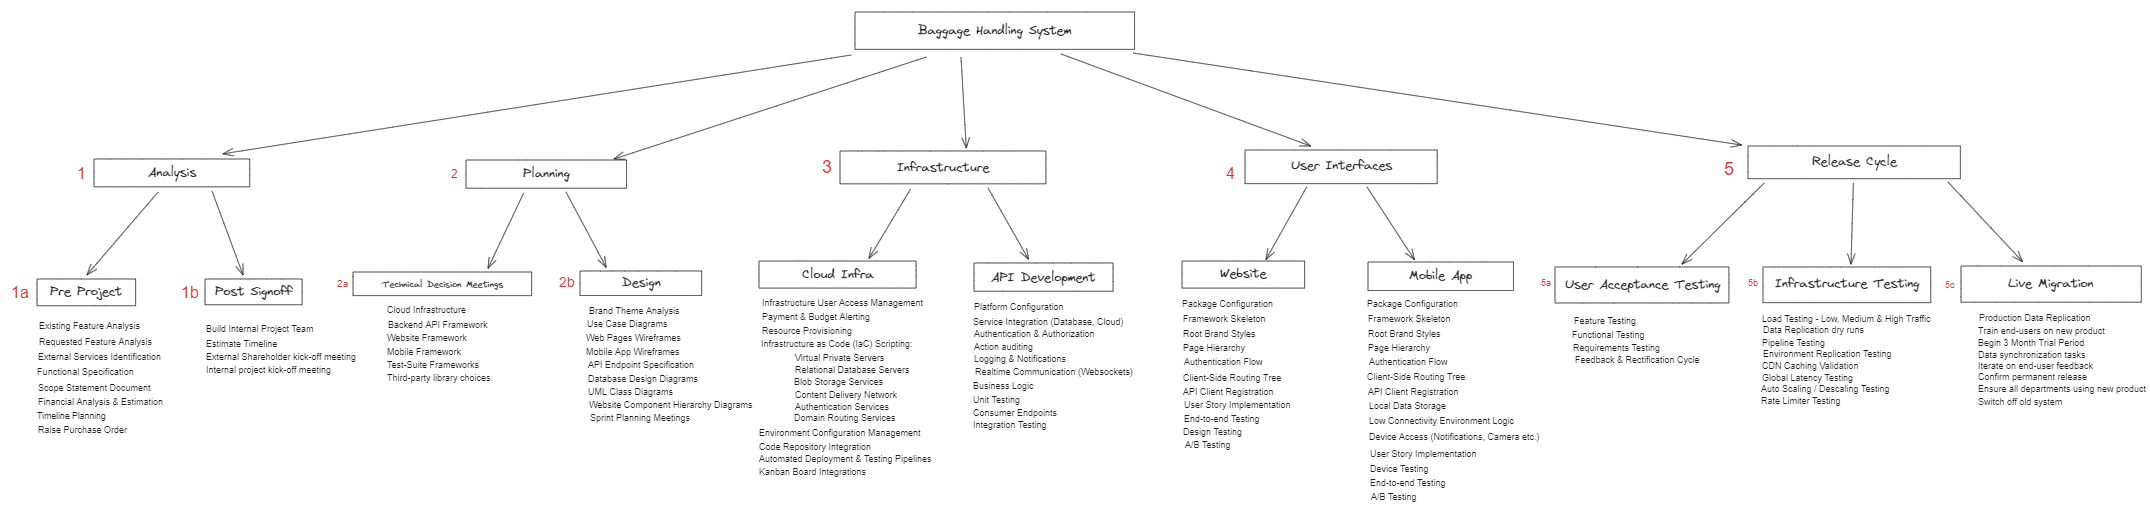 Baggage Handling System
1
Analysis
2
Planning
3
Infrastructure
4
User Interfaces
5
Release Cycle
1a
Pre Project
Existing Feature Analysis
Requested Feature Analysis
External Services Identification
Functional Specification
Scope Statement Document
Financial Analysis & Estimation
Timeline Planning
Raise Purchase Order
1b
Post Signoff
Build Internal Project Team
Estimate Timeline
External Shareholder kick-off meeting
Internal project kick-off meeting
2a
Technical Decision Meetings
Cloud Infrastructure
Backend API Framework
Website Framework
Mobile Framework
Test-Suite Frameworks
Third-party library choices.
2b
Design
Brand Theme Analysis
Use Case Diagrams
Web Pages Wireframes
Mobile App Wireframes
API Endpoint Specification
Database Design Diagrams
UML Class Diagrams
Website Component Hierarchy Diagrams
Sprint Planning Meetings
Cloud Infra
Infrastructure User Access Management
Payment & Budget Alerting
Resource Provisioning
Infrastructure as Code (IaC) Scripting:
Virtual Private Servers
Relational Database Servers
Blob Storage Services
Content Delivery Network
Authentication Services
Domain Routing Services
Environment Configuration Management
Code Repository Integration
Automated Deployment & Testing Pipelines
Kanban Board Integrations
API Development
Platform Configuration
Service Integration (Database, Cloud)
Authentication & Authorization
Action auditing
Logging & Notifications
Realtime Communication (Websockets)
Business Logic
Unit Testing
Consumer Endpoints
Integration Testing
Website
Package Configuration
Framework Skeleton
Root Brand Styles
Page Hierarchy
Authentication Flow
Client-Side Routing Tree
API Client Registration
User Story Implementation
End-to-end Testing
Design Testing
A/B Testing
Mobile App
Package Configuration
Framework Skeleton
Root Brand Styles
Page Hierarchy
Authentication Flow
Client-Side Routing Tree
API Client Registration
Local Data Storage
Low Connectivity Environment Logic
Device Access (Notifications, Camera etc.)
User Story Implementation
Device Testing
End-to-end Testing
A/B Testing
5a
User Acceptance Testing
Feature Testing
Functional Testing
Requirements Testing
Feedback & Rectification Cycle
5b
Infrastructure Testing
Load Testing - Low, Medium & High Traffic
Data Replication dry runs
Pipeline Testing
Environment Replication Testing
CDN Caching Validation
Global Latency Testing
Auto Scaling / Descaling Testing
Rate Limiter Testing
5c
Live Migration
Production Data Replication
Train end-users on new product
Begin 3 Month Trial Period
Data synchronization tasks
Iterate on end-user feedback
Confirm permanent release
Ensure all departments using new product
Switch off old system